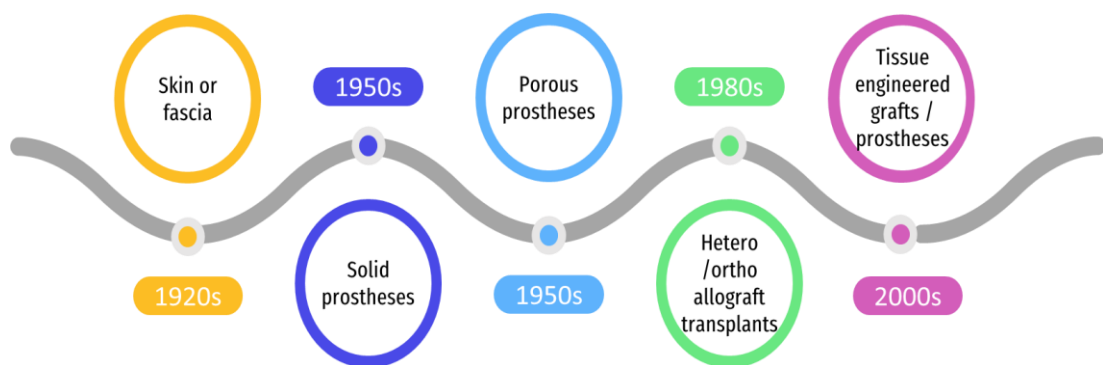 Skin or
fascia
1920s
1950s
Solid
prostheses
Porous
prostheses
1950s
1980s
Hetero
/ortho
allograft
transplants
Tissue
engineered
grafts /
prostheses
2000s